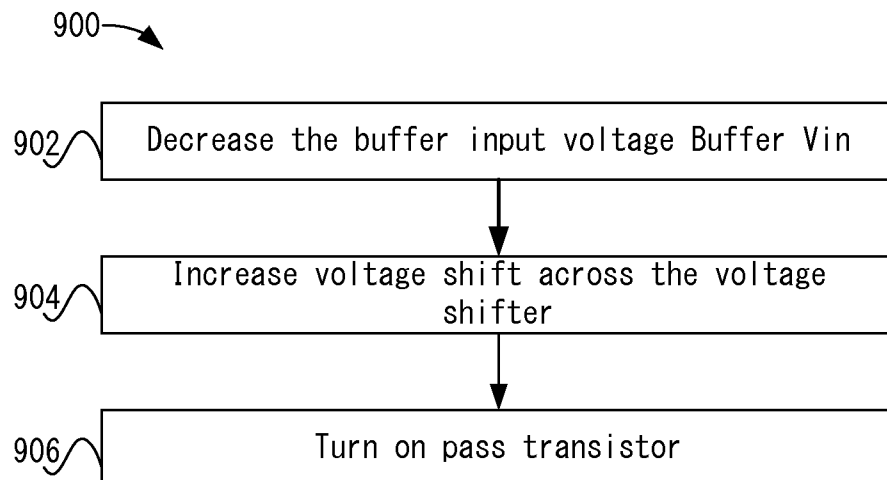 900
902
Decrease the buffer input voltage Buffer Vin
904
Increase voltage shift across the voltage
shifter
906
Turn on pass transistor